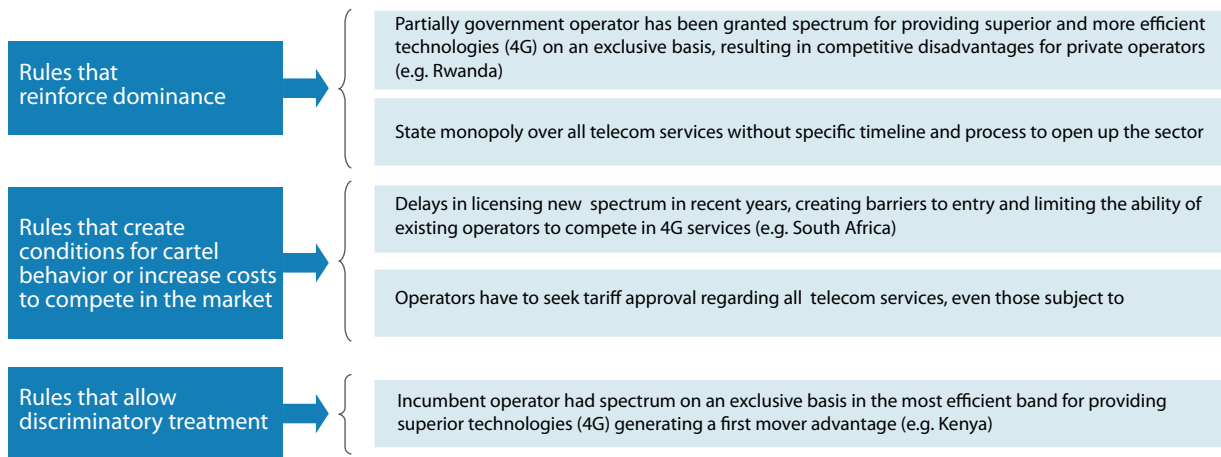 Rules that
reinforce dominance
Partially government operator has been granted spectrum for providing superior and more efficient
technologies (4G) on an exclusive basis, resulting in competitive disadvantages for private operators
(e.g. Rwanda)
State monopoly over all telecom services without specific timeline and process to open up the sector
Rules that create
conditions for cartel
behavior or increase costs
to compete in the market
Delays in licensing new spectrum in recent years, creating barriers to entry and limiting the ability of
existing operators to compete in 4G services (e.g. South Africa)
Operators have to seek tariff approval regarding all telecom services, even those subject to
Rules that allow
discriminatory treatment
Incumbent operator had spectrum on an exclusive basis in the most efficient band for providing
superior technologies (4G) generating a first mover advantage (e.g. Kenya)